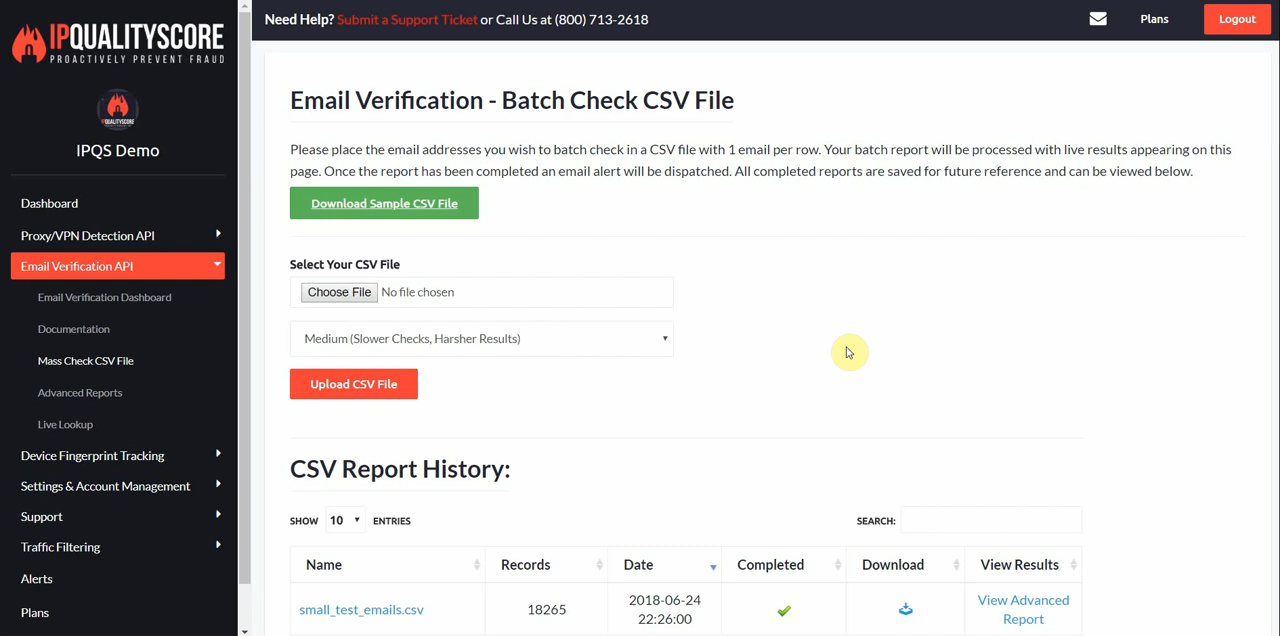 Need Help? Submit a Support Ticket or Call Us at (800) 713-2618
Plans
Logout
IPQUALITYSCORE
PROACTIVELY PREVENT FRAUD
IPQUALITYSCORE
IPQS Demo
Dashboard
Proxy/VPN Detection API
Email Verification API
Email Verification Dashboard
Documentation
Mass Check CSV File
Advanced Reports
Live Lookup
Device Fingerprint Tracking
Settings & Account Management
Support
Traffic Filtering
Alerts
Plans
Email Verification - Batch Check CSV File
Please place the email addresses you wish to batch check in a CSV file with 1 email per row. Your batch report will be processed with live results appearing on this
page. Once the report has been completed an email alert will be dispatched. All completed reports are saved for future reference and can be viewed below.
Download Sample CSV File
Select Your CSV File
Choose File No file chosen
Medium (Slower Checks, Harsher Results)
Upload CSV File
CSV Report History:
SHOW 10 ENTRIES
SEARCH:
Name Records Date Completed Download View Results
small_test_emails.csv 18265 2018-06-24 View Advanced
22:26:00 Report